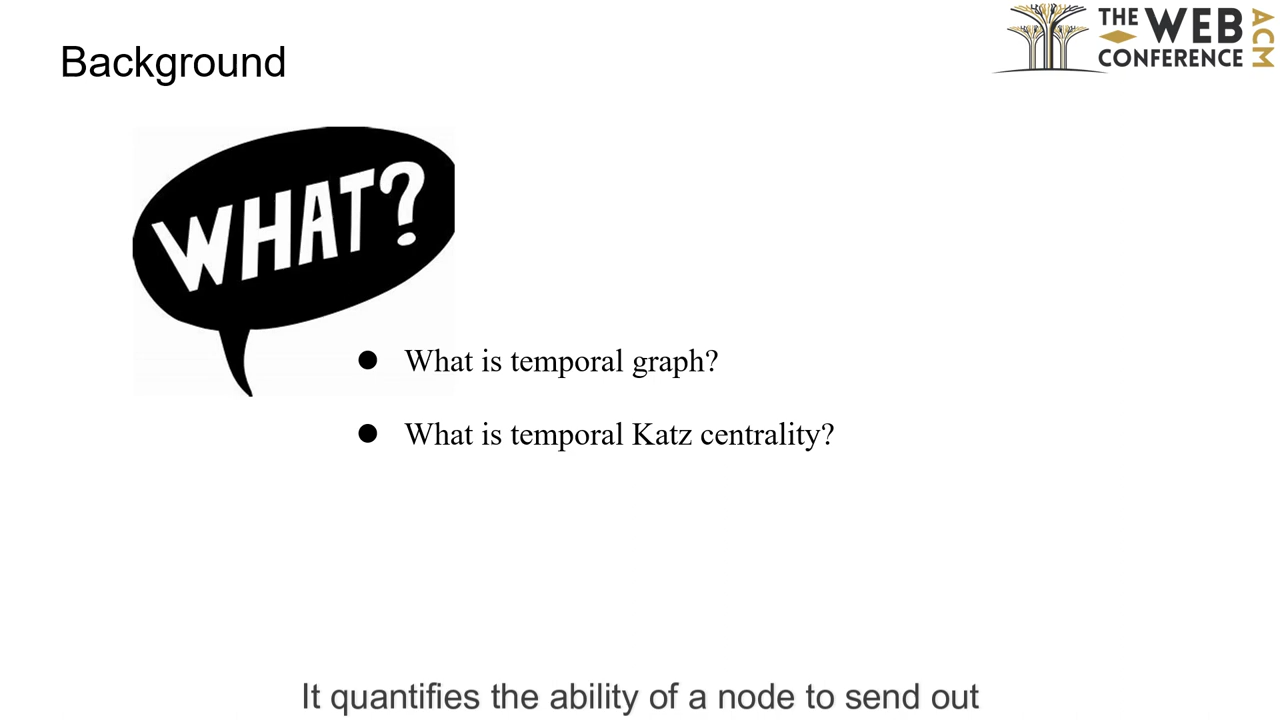 Background
THE WEB CONFERENCE ACM
WHAT?
● What is temporal graph?
● What is temporal Katz centrality?
It quantifies the ability of a node to send out